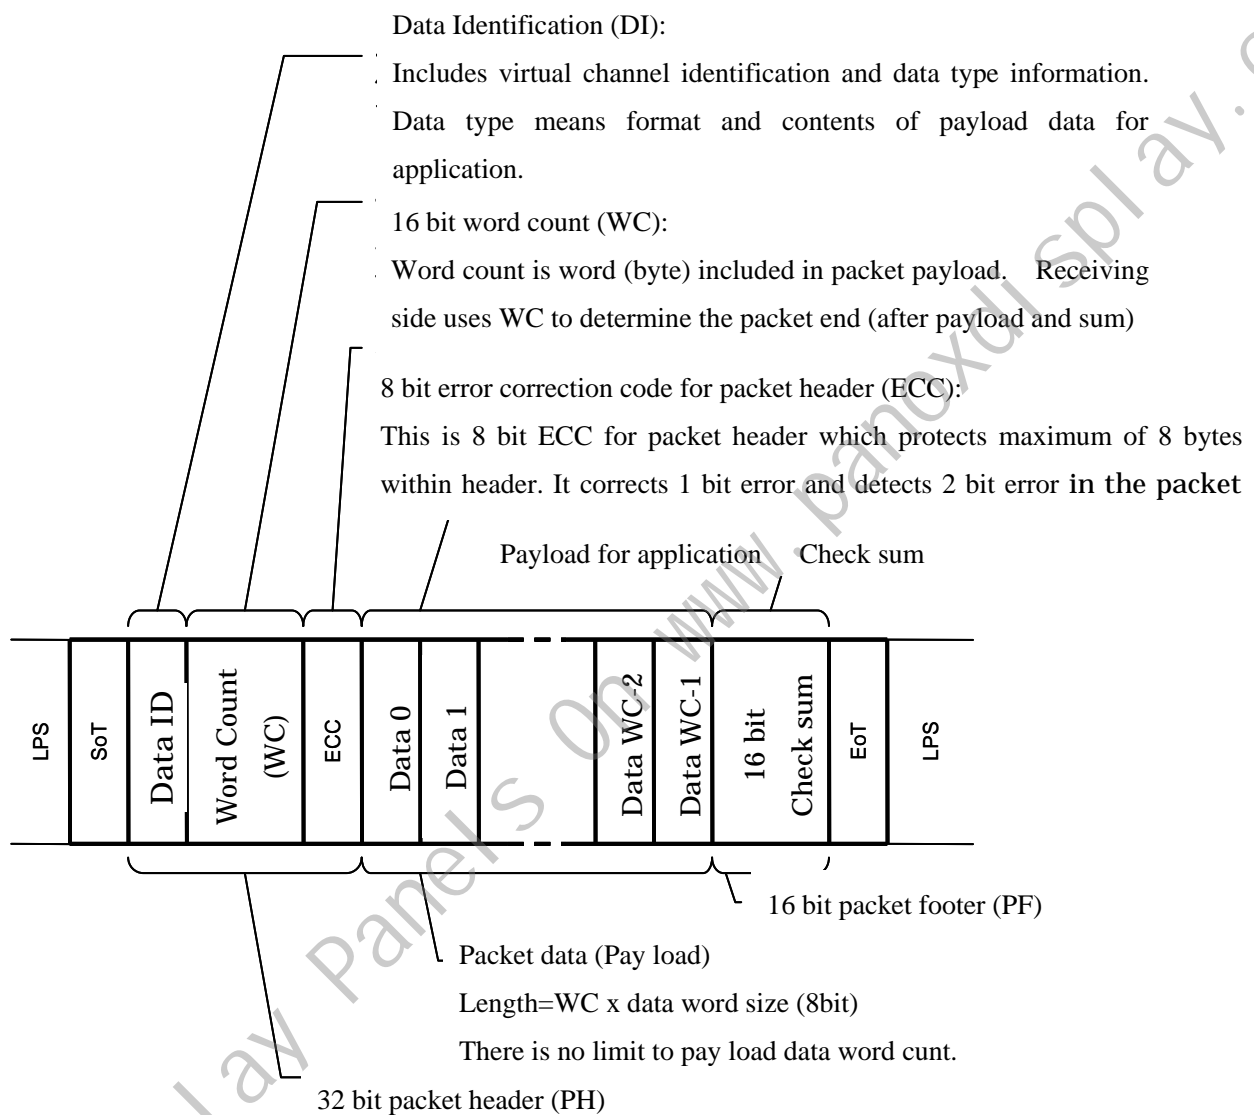 Data Identification (DI):
Includes virtual channel identification and data type information.
Data type means format and contents of payload data for
application.
16 bit word count (WC):
Word count is word (byte) included in packet payload. Receiving
side uses WC to determine the packet end (after payload and sum)
8 bit error correction code for packet header (ECC):
This is 8 bit ECC for packet header which protects maximum of 8 bytes
within header. It corrects 1 bit error and detects 2 bit error in the packet
Payload for application
Check sum
LPS
SoT
Data ID
Word Count
(WC)
ECC
Data 0
Data 1
Data WC-2
Data WC-1
16 bit
Check sum
EoT
LPS
16 bit packet footer (PF)
Packet data (Pay load)
Length=WC x data word size (8bit)
There is no limit to pay load data word cunt.
32 bit packet header (PH)
lay Panels On www.panoxdisplay.